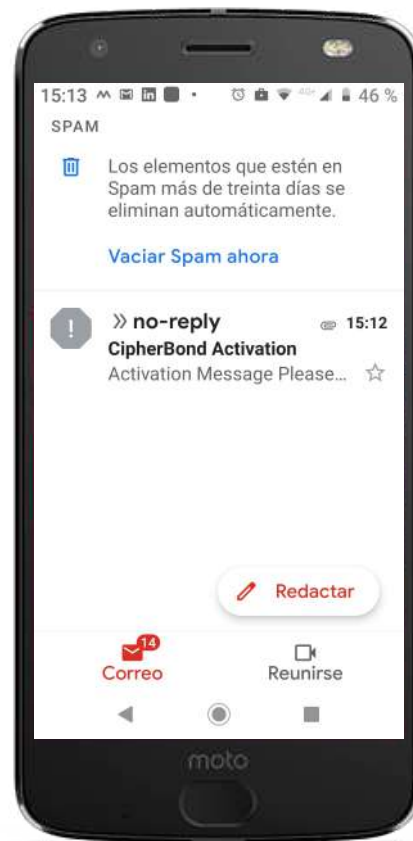 15:13 46 %
SPAM
Los elementos que estén en
Spam más de treinta días se
eliminan automáticamente.
Vaciar Spam ahora
» no-reply 15:12
CipherBond Activation
Activation Message Please...
Redactar
14
Correo Reunirse
moto